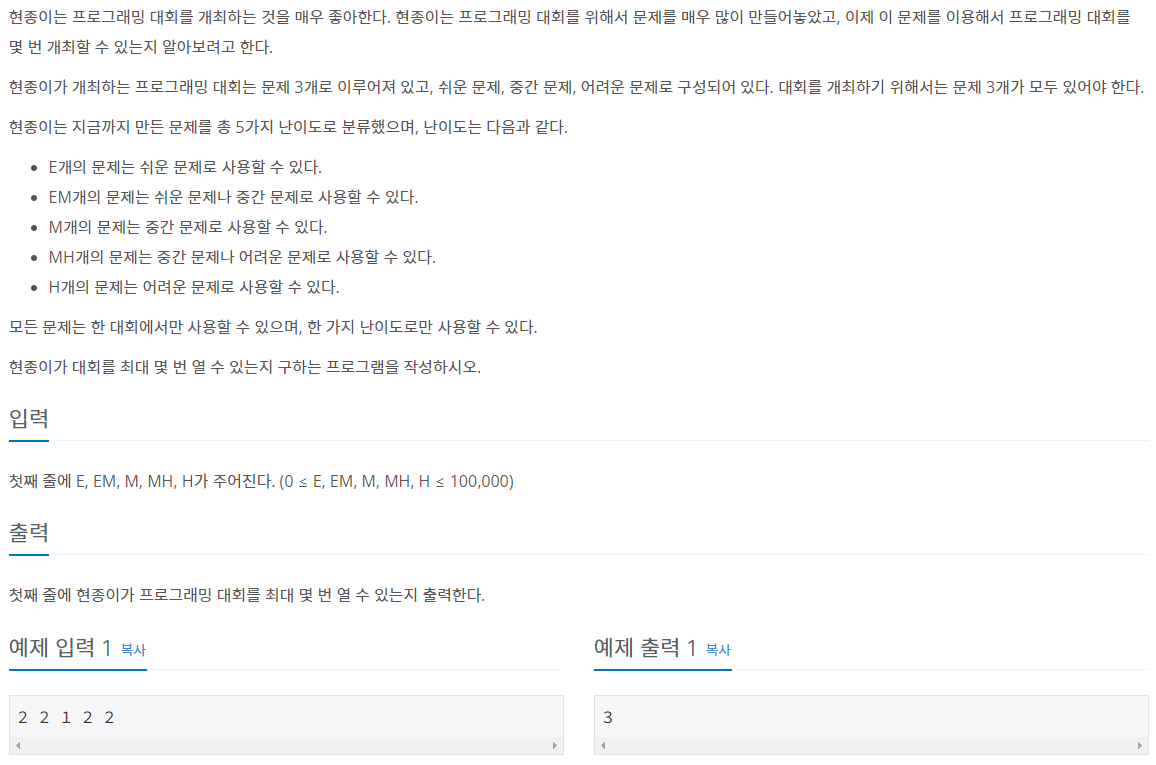 현종이는 프로그래밍 대회를 개최하는 것을 매우 좋아한다. 현종이는 프로그래밍 대회를 위해서 문제를 매우 많이 만들어놓았고, 이제 이 문제를 이용해서 프로그래밍 대회를
몇 번 개최할 수 있는지 알아보려고 한다.
현종이가 개최하는 프로그래밍 대회는 문제 3개로 이루어져 있고, 쉬운 문제, 중간 문제, 어려운 문제로 구성되어 있다. 대회를 개최하기 위해서는 문제 3개가 모두 있어야 한다.
현종이는 지금까지 만든 문제를 총 5가지 난이도로 분류했으며, 난이도는 다음과 같다.
• E개의 문제는 쉬운 문제로 사용할 수 있다.
• EM개의 문제는 쉬운 문제나 중간 문제로 사용할 수 있다.
• M개의 문제는 중간 문제로 사용할 수 있다.
• MH개의 문제는 중간 문제나 어려운 문제로 사용할 수 있다.
• H개의 문제는 어려운 문제로 사용할 수 있다.
모든 문제는 한 대회에서만 사용할 수 있으며, 한 가지 난이도로만 사용할 수 있다.
현종이가 대회를 최대 몇 번 열 수 있는지 구하는 프로그램을 작성하시오.
입력
첫째 줄에 E, EM, M, MH, H가 주어진다. (0 ≤ E, EM, M, MH, H ≤ 100,000)
출력
첫째 줄에 현종이가 프로그래밍 대회를 최대 몇 번 열 수 있는지 출력한다.
예제 입력 1 복사
예제 출력 1 복사
2 2 1 2 2
3